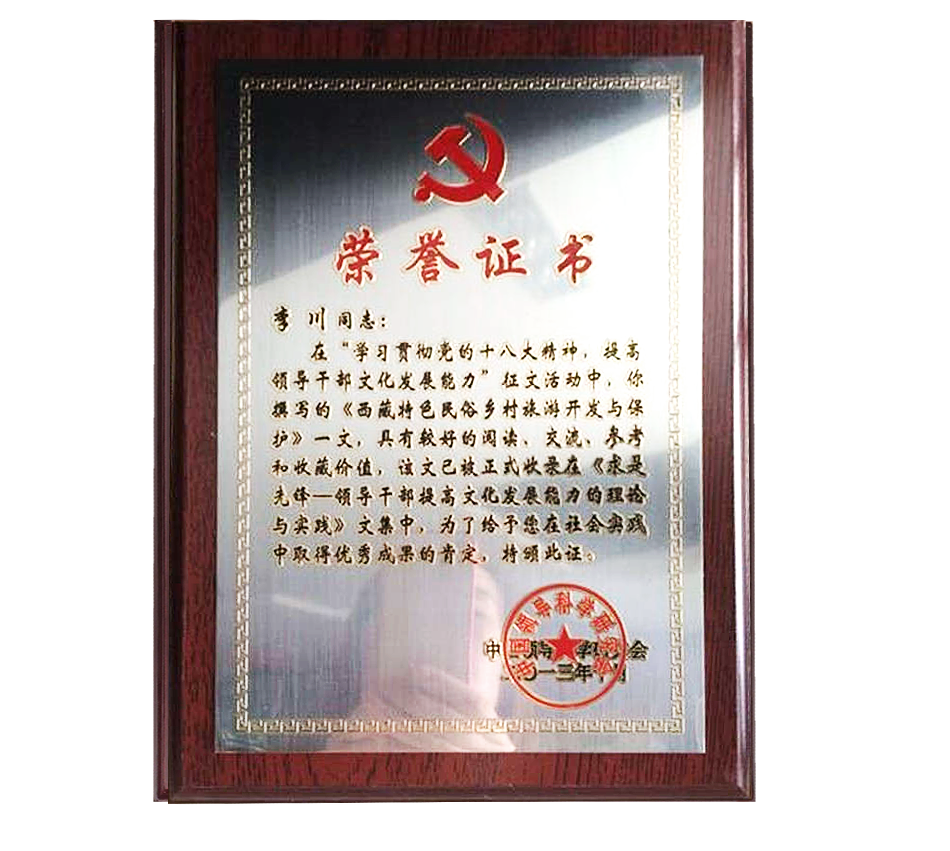 荣誉证书
李川同志：
在“学习贯彻党的十八大精神，提高
领导干部文化发展能力”征文活动中，你
撰写的《西藏特色民俗乡村旅游开发与保
护》一文，具有较好的阅读、交流、参考
和收藏价值，该文已被正式收录在《求是
先锋—领导干部提高文化发展能力的理论
与实践》文集中，为了给予您在社会实践
中取得优秀成果的肯定，特颁此证。
中国领导科学研究会
二〇一三年十月